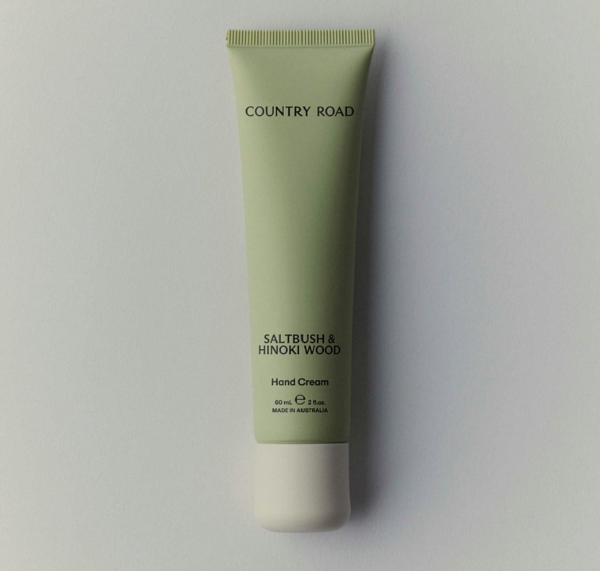 COUNTRY ROAD
SALTBUSH &
HINOKI WOOD
Hand Cream
60 mL ℮ 2 fl.oz.
MADE IN AUSTRALIA